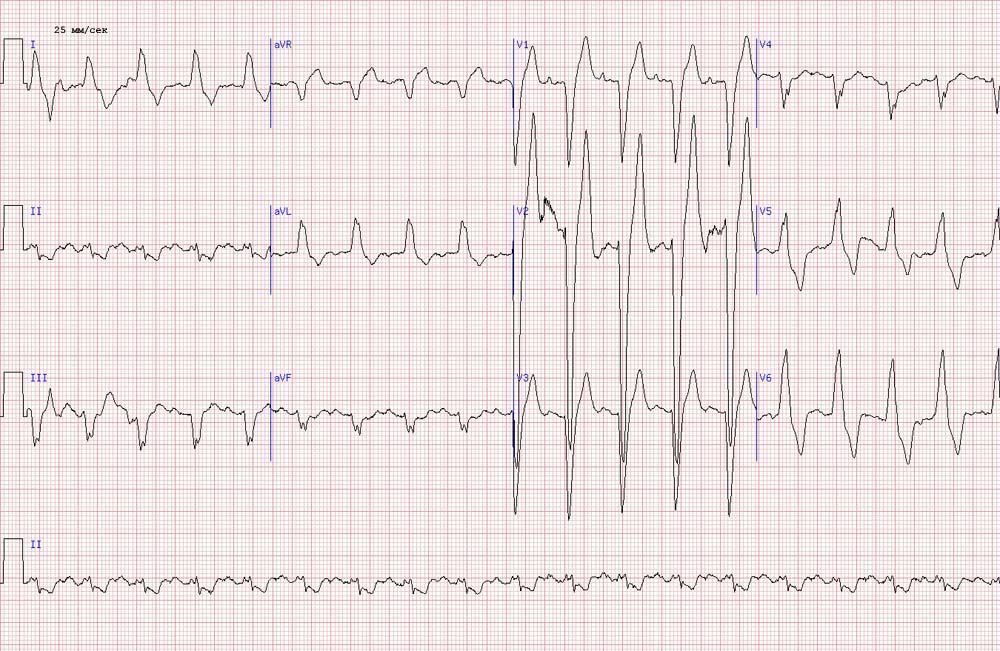 25 мм/сек
I aVR V1 V4
II aVL V2 V5
III aVF V3 V6
II